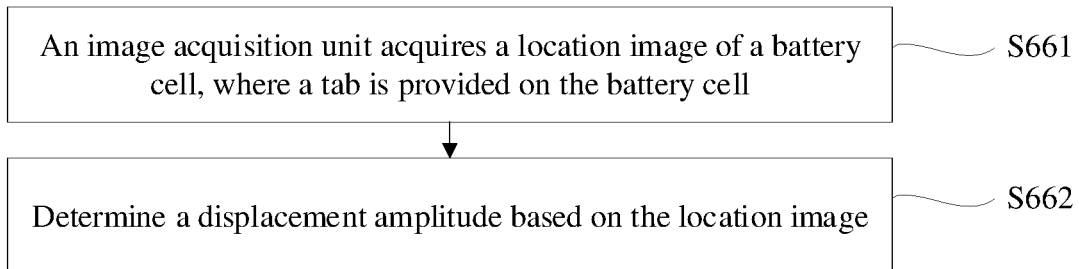 An image acquisition unit acquires a location image of a battery
cell, where a tab is provided on the battery cell
S661
Determine a displacement amplitude based on the location image
S662